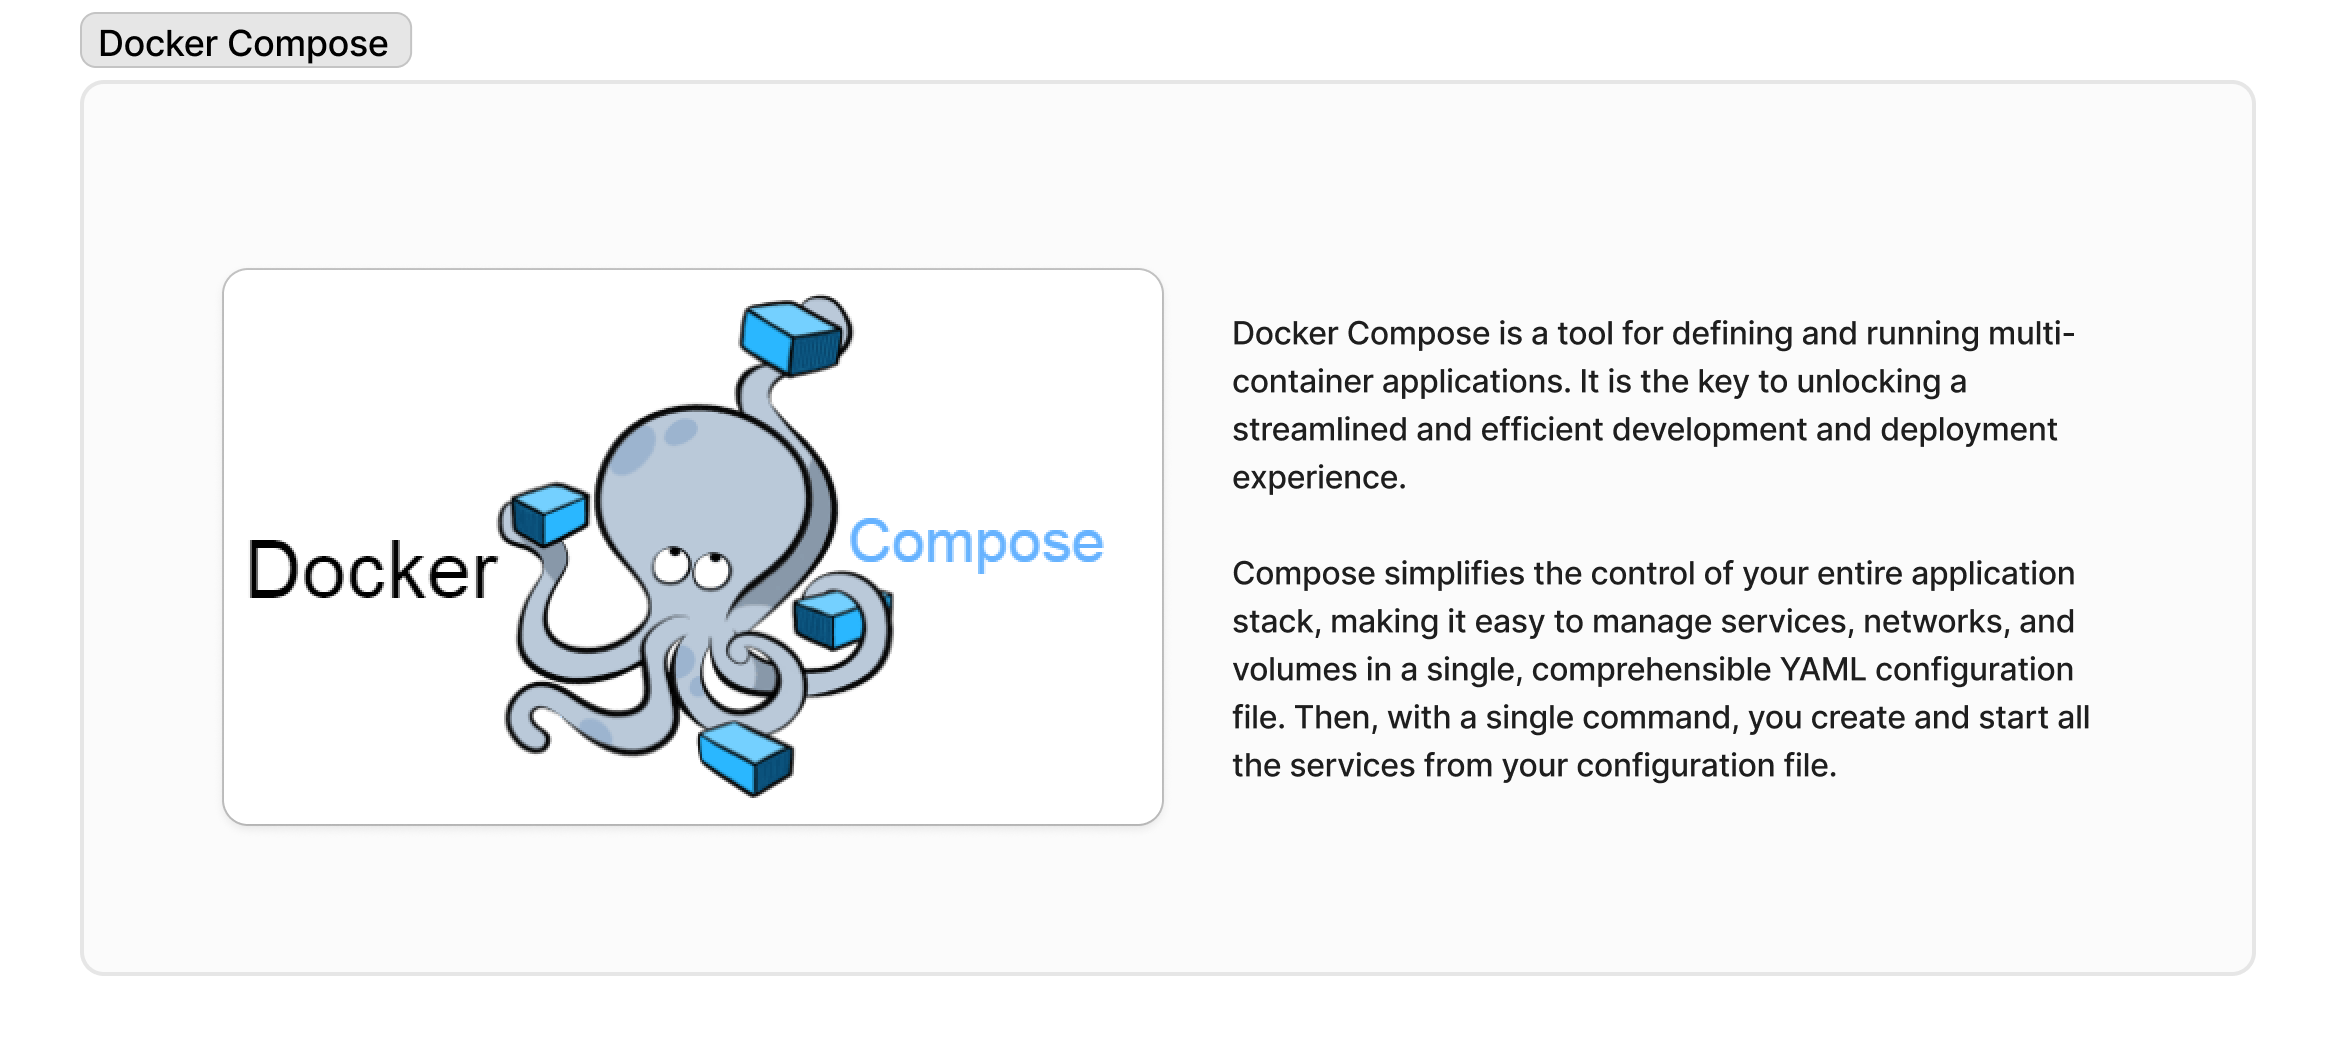 Docker Compose
Docker
Compose
Docker Compose is a tool for defining and running multi-
container applications. It is the key to unlocking a
streamlined and efficient development and deployment
experience.
Compose simplifies the control of your entire application
stack, making it easy to manage services, networks, and
volumes in a single, comprehensible YAML configuration
file. Then, with a single command, you create and start all
the services from your configuration file.